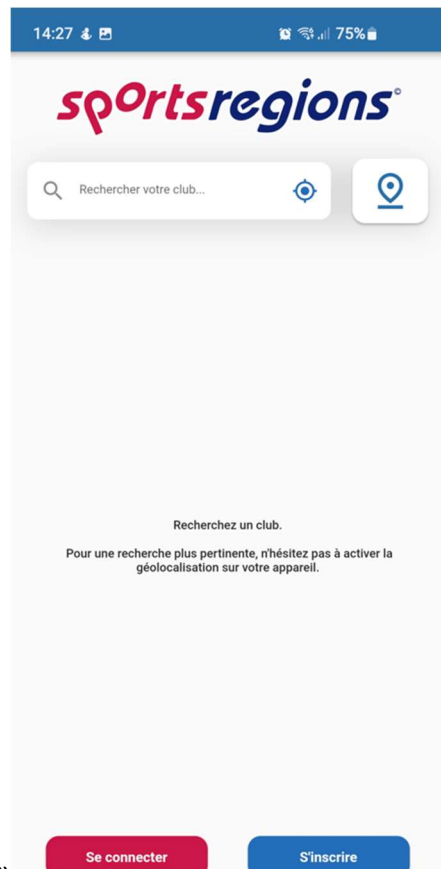 14:27 75%
sportsregions©
Rechercher votre club...
Recherchez un club.
Pour une recherche plus pertinente, n'hésitez pas à activer la
géolocalisation sur votre appareil.
Se connecter S'inscrire